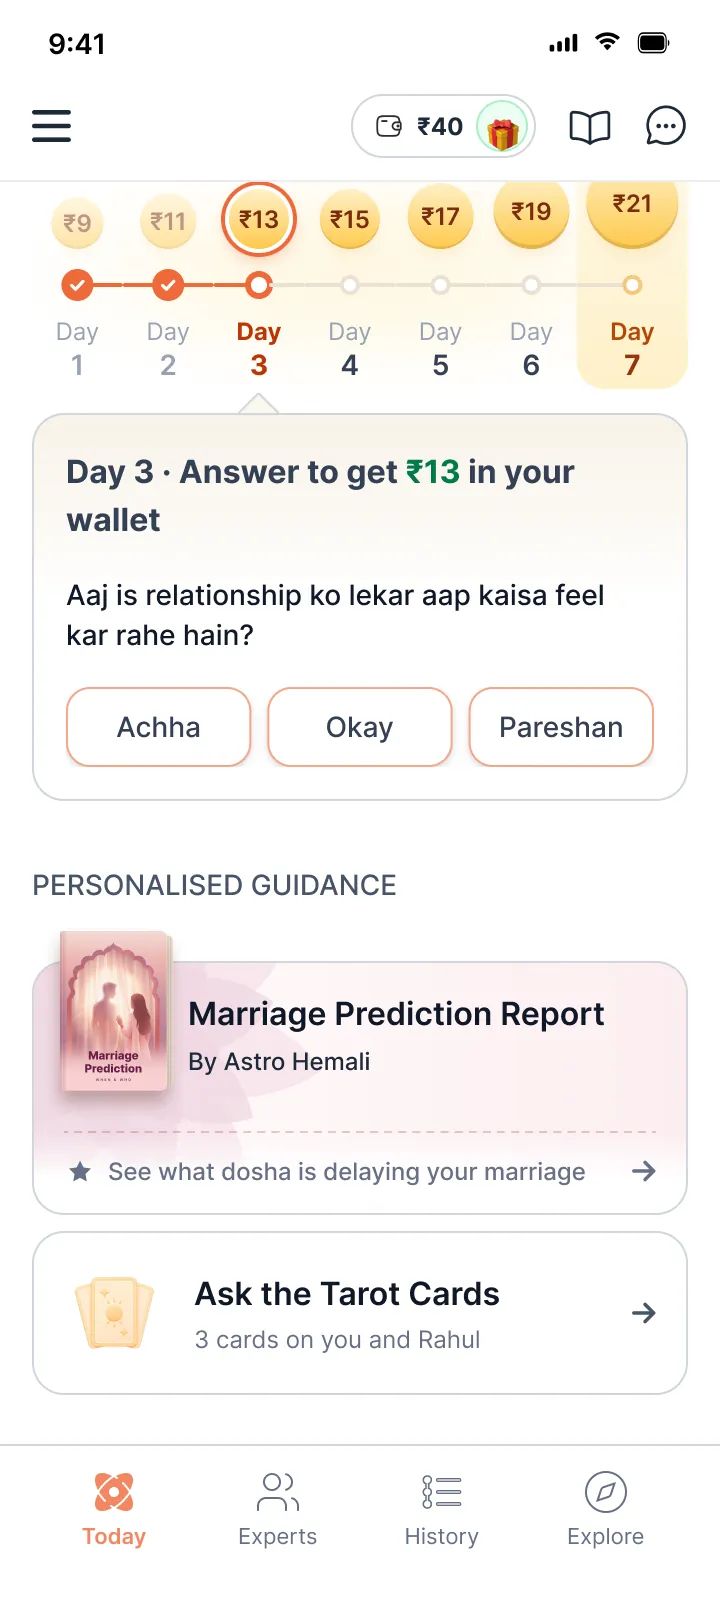 9:41
₹40
₹9 ₹11 ₹13 ₹15 ₹17 ₹19 ₹21
Day 1 Day 2 Day 3 Day 4 Day 5 Day 6 Day 7
Day 3 · Answer to get ₹13 in your
wallet
Aaj is relationship ko lekar aap kaisa feel
kar rahe hain?
Achha Okay Pareshan
PERSONALISED GUIDANCE
Marriage
Prediction
WHEN & WHO
Marriage Prediction Report
By Astro Hemali
See what dosha is delaying your marriage
Ask the Tarot Cards
3 cards on you and Rahul
Today Experts History Explore